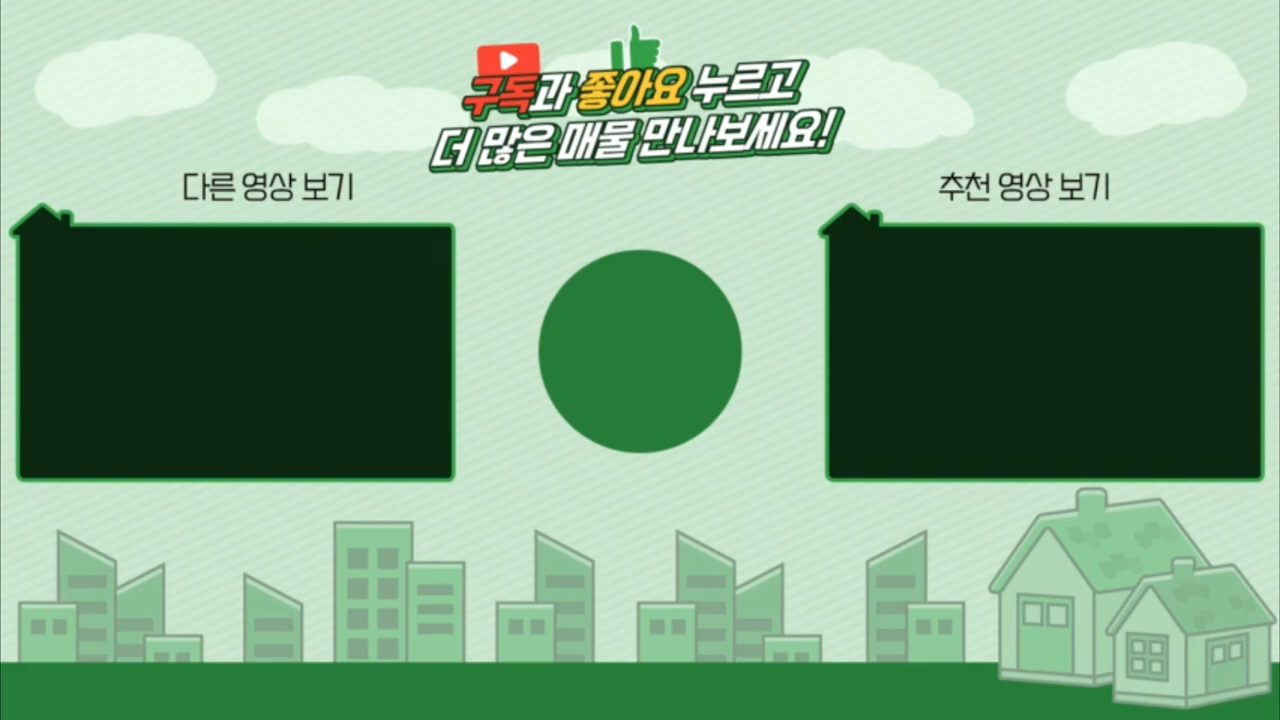 구독과 좋아요 누르고
더 많은 매물 만나보세요!
다른 영상 보기
추천 영상 보기